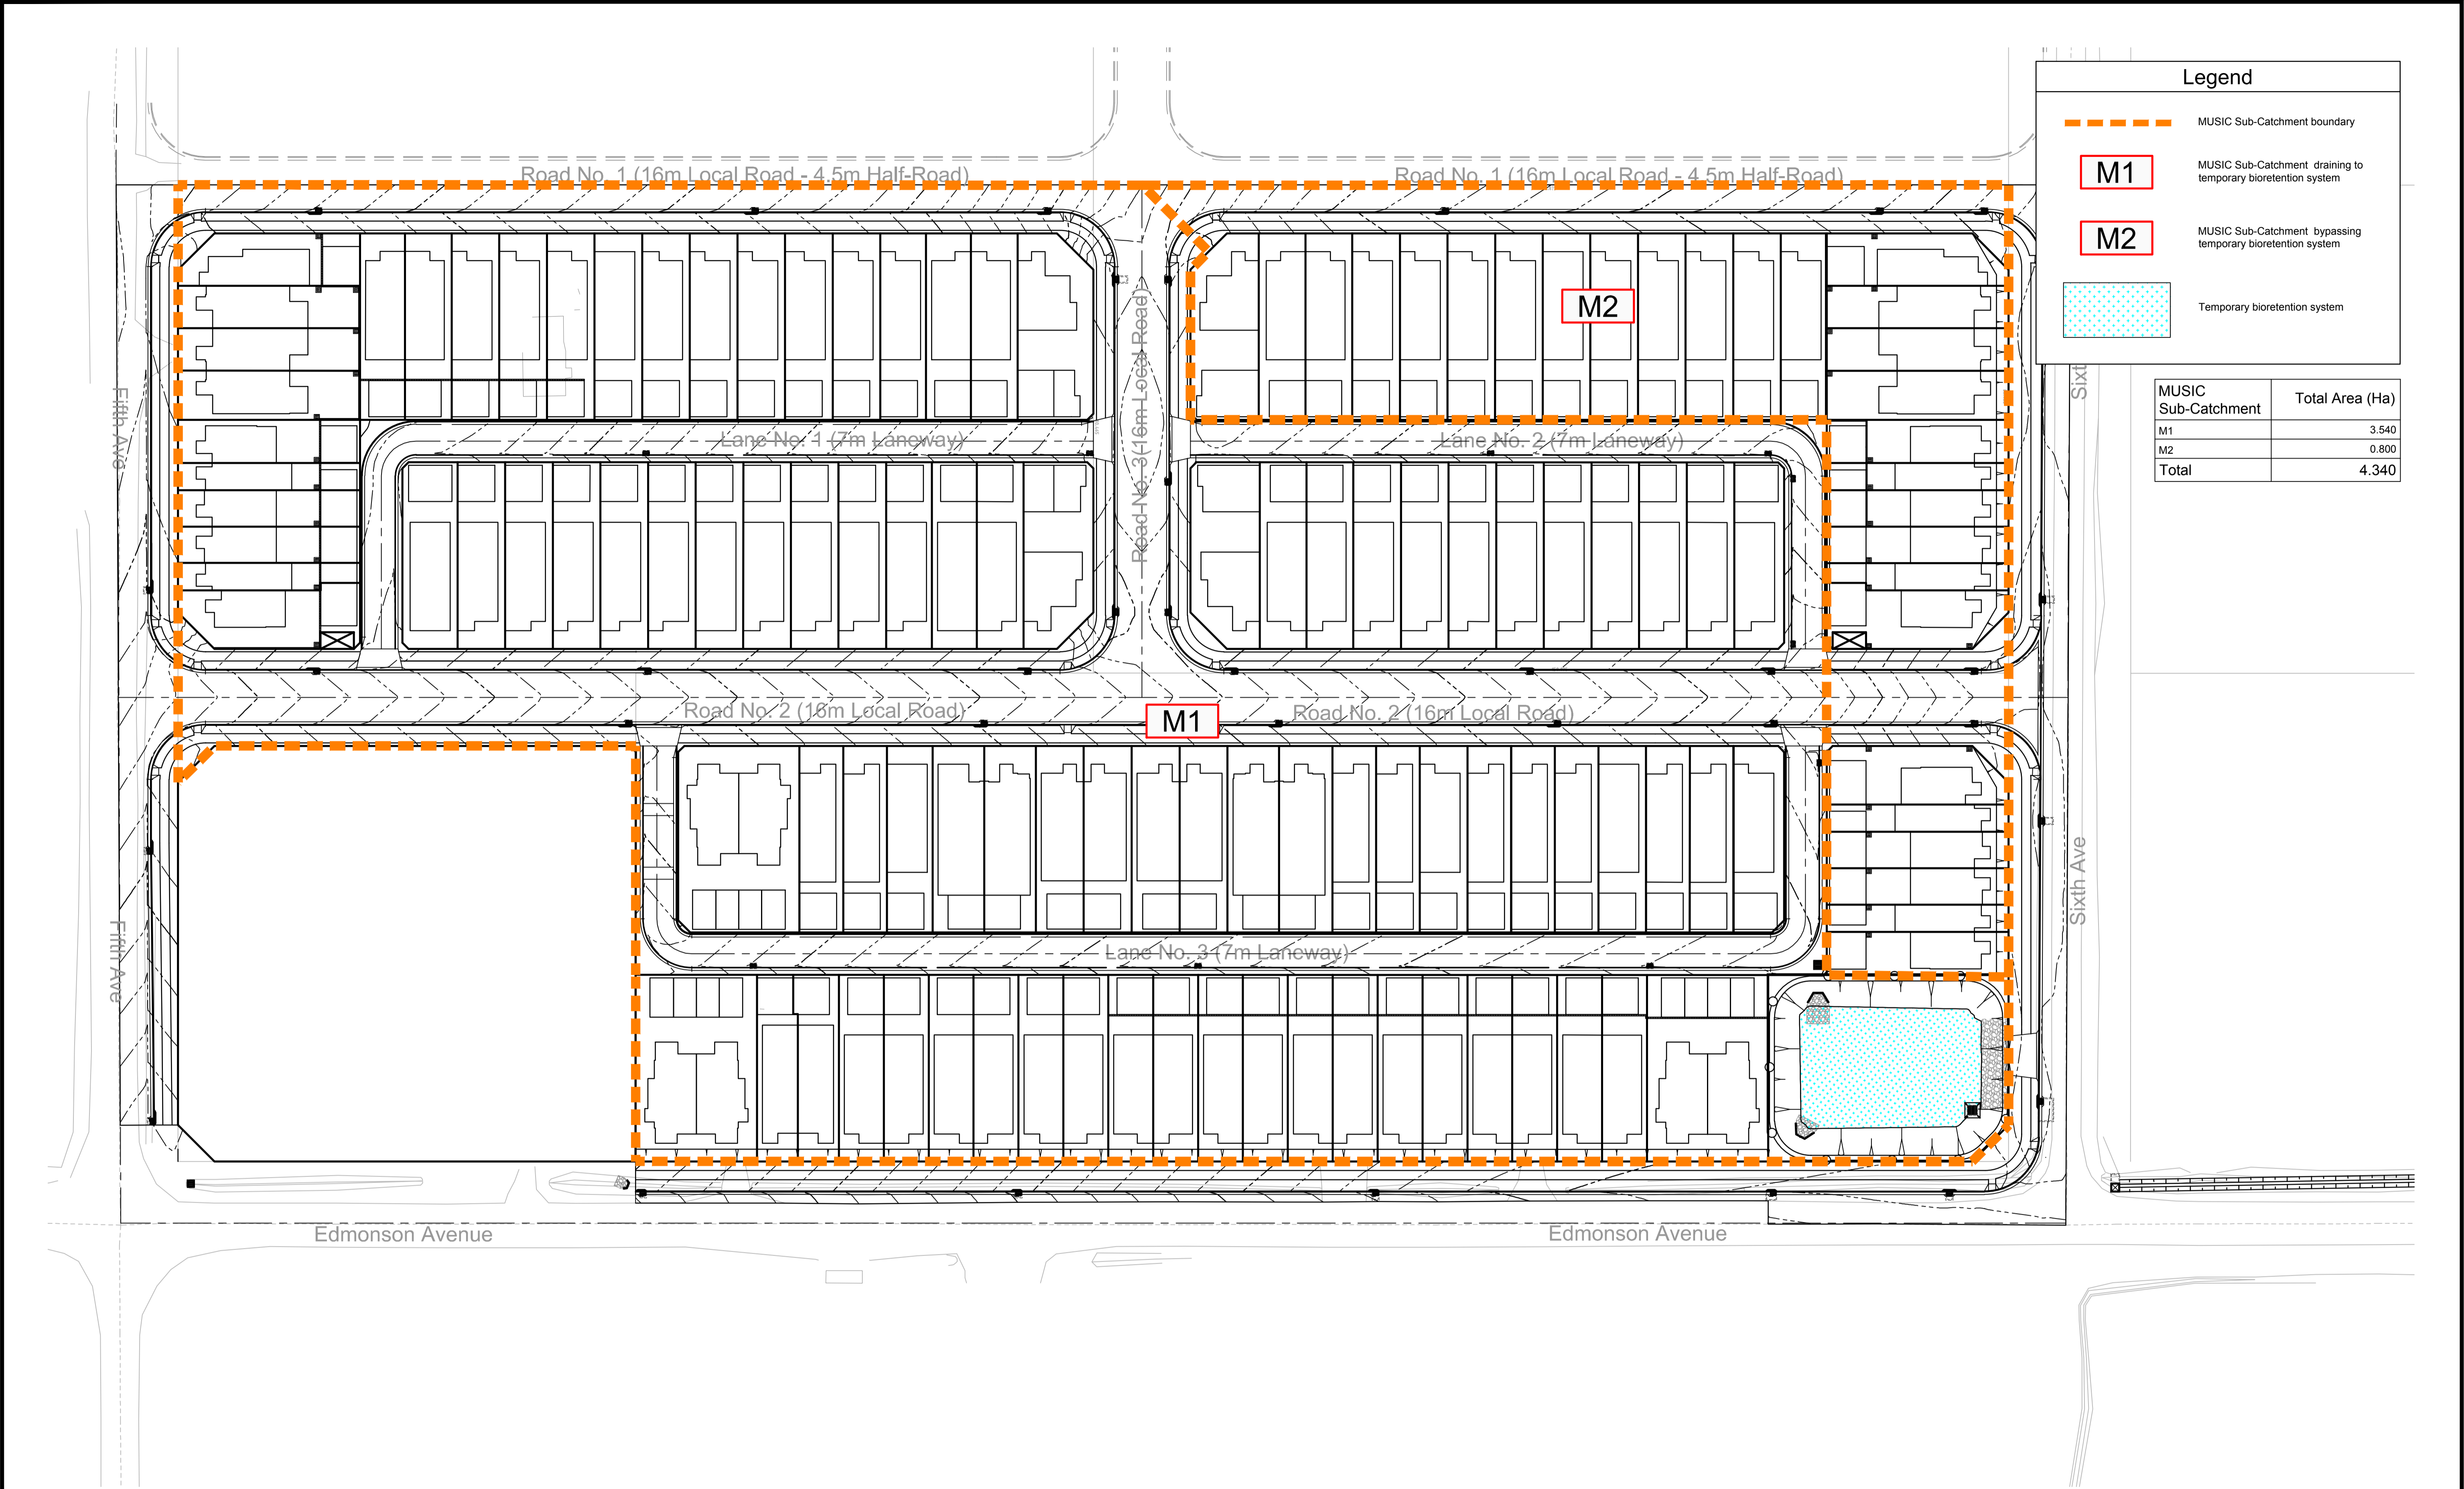 Legend
MUSIC Sub-Catchment boundary
M1
MUSIC Sub-Catchment draining to
temporary bioretention system
M2
MUSIC Sub-Catchment bypassing
temporary bioretention system
Temporary bioretention system
MUSIC
Sub-Catchment
Total Area (Ha)
M1 3.540
M2 0.800
Total 4.340
Road No. 1 (16m Local Road - 4.5m Half-Road)
Road No. 1 (16m Local Road - 4.5m Half-Road)
M2
Fifth Ave
Road No. 3(16m Local Road)
Sixt
Lane No. 1 (7m Laneway)
Lane No. 2 (7m Laneway)
Road No. 2 (16m Local Road)
M1
Road No. 2 (16m Local Road)
Sixth Ave
Fifth Ave
Lane No. 3 (7m Laneway)
Edmonson Avenue
Edmonson Avenue